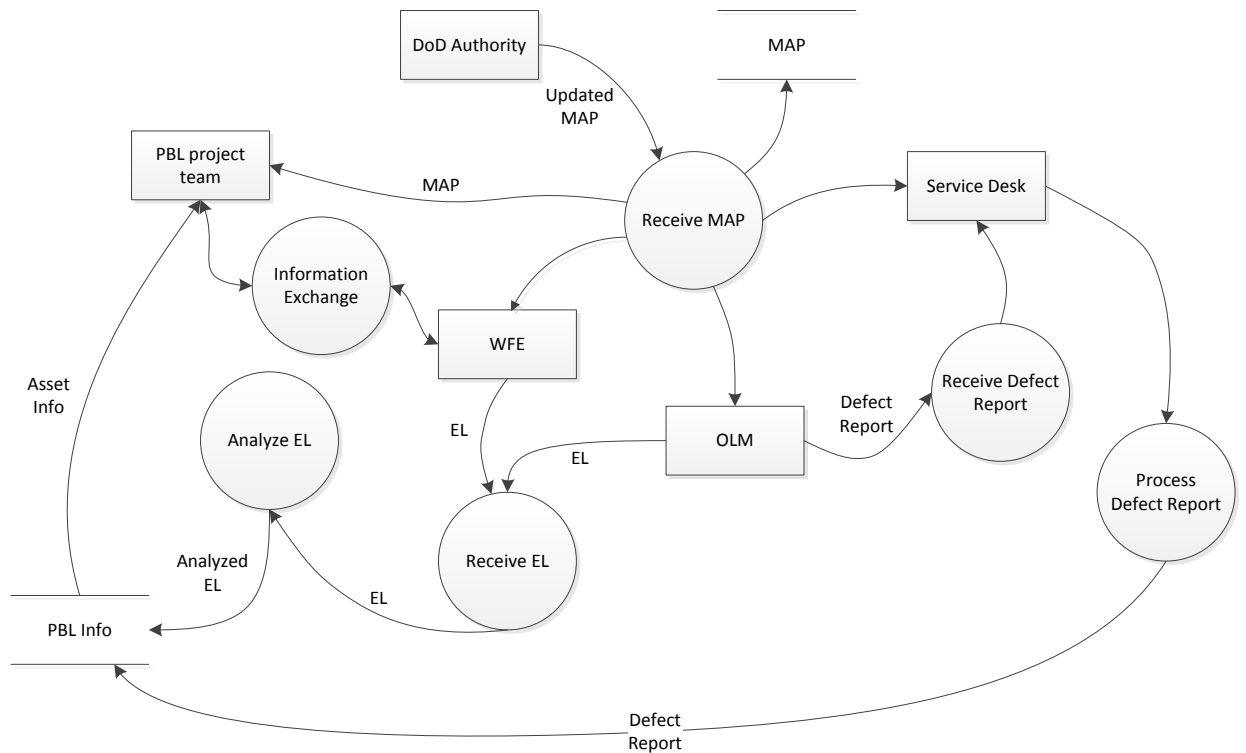 DoD Authority
MAP
Updated
MAP
PBL project
team
MAP
Service Desk
Receive MAP
Information
Exchange
WFE
Asset
Info
Receive Defect
Report
Defect
Report
Analyze EL
EL
OLM
EL
Process
Defect Report
Receive EL
Analyzed
EL
EL
PBL Info
Defect
Report